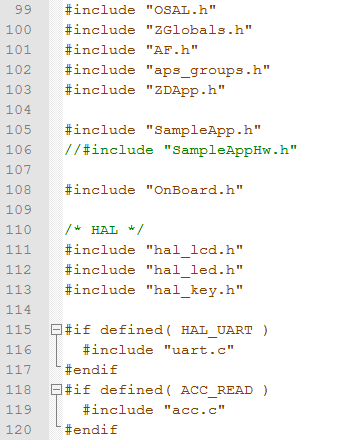 99 #include "OSAL.h"
100 #include "ZGlobals.h"
101 #include "AF.h"
102 #include "aps_groups.h"
103 #include "ZDApp.h"
104
105 #include "SampleApp.h"
106 //#include "SampleAppHw.h"
107
108 #include "OnBoard.h"
109
110 /* HAL */
111 #include "hal_lcd.h"
112 #include "hal_led.h"
113 #include "hal_key.h"
114
115 #if defined( HAL_UART )
116   #include "uart.c"
117 #endif
118 #if defined( ACC_READ )
119   #include "acc.c"
120 #endif